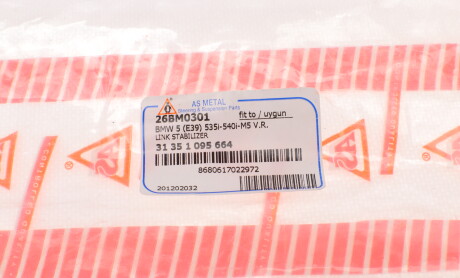 AS METAL
Steering & Suspension Parts
26BM0301 fit to / uygun
BMW 5 (E39) 535i-540i-M5 V.R.
LINK STABILIZER
31 35 1 095 664
8680617022972
201202032